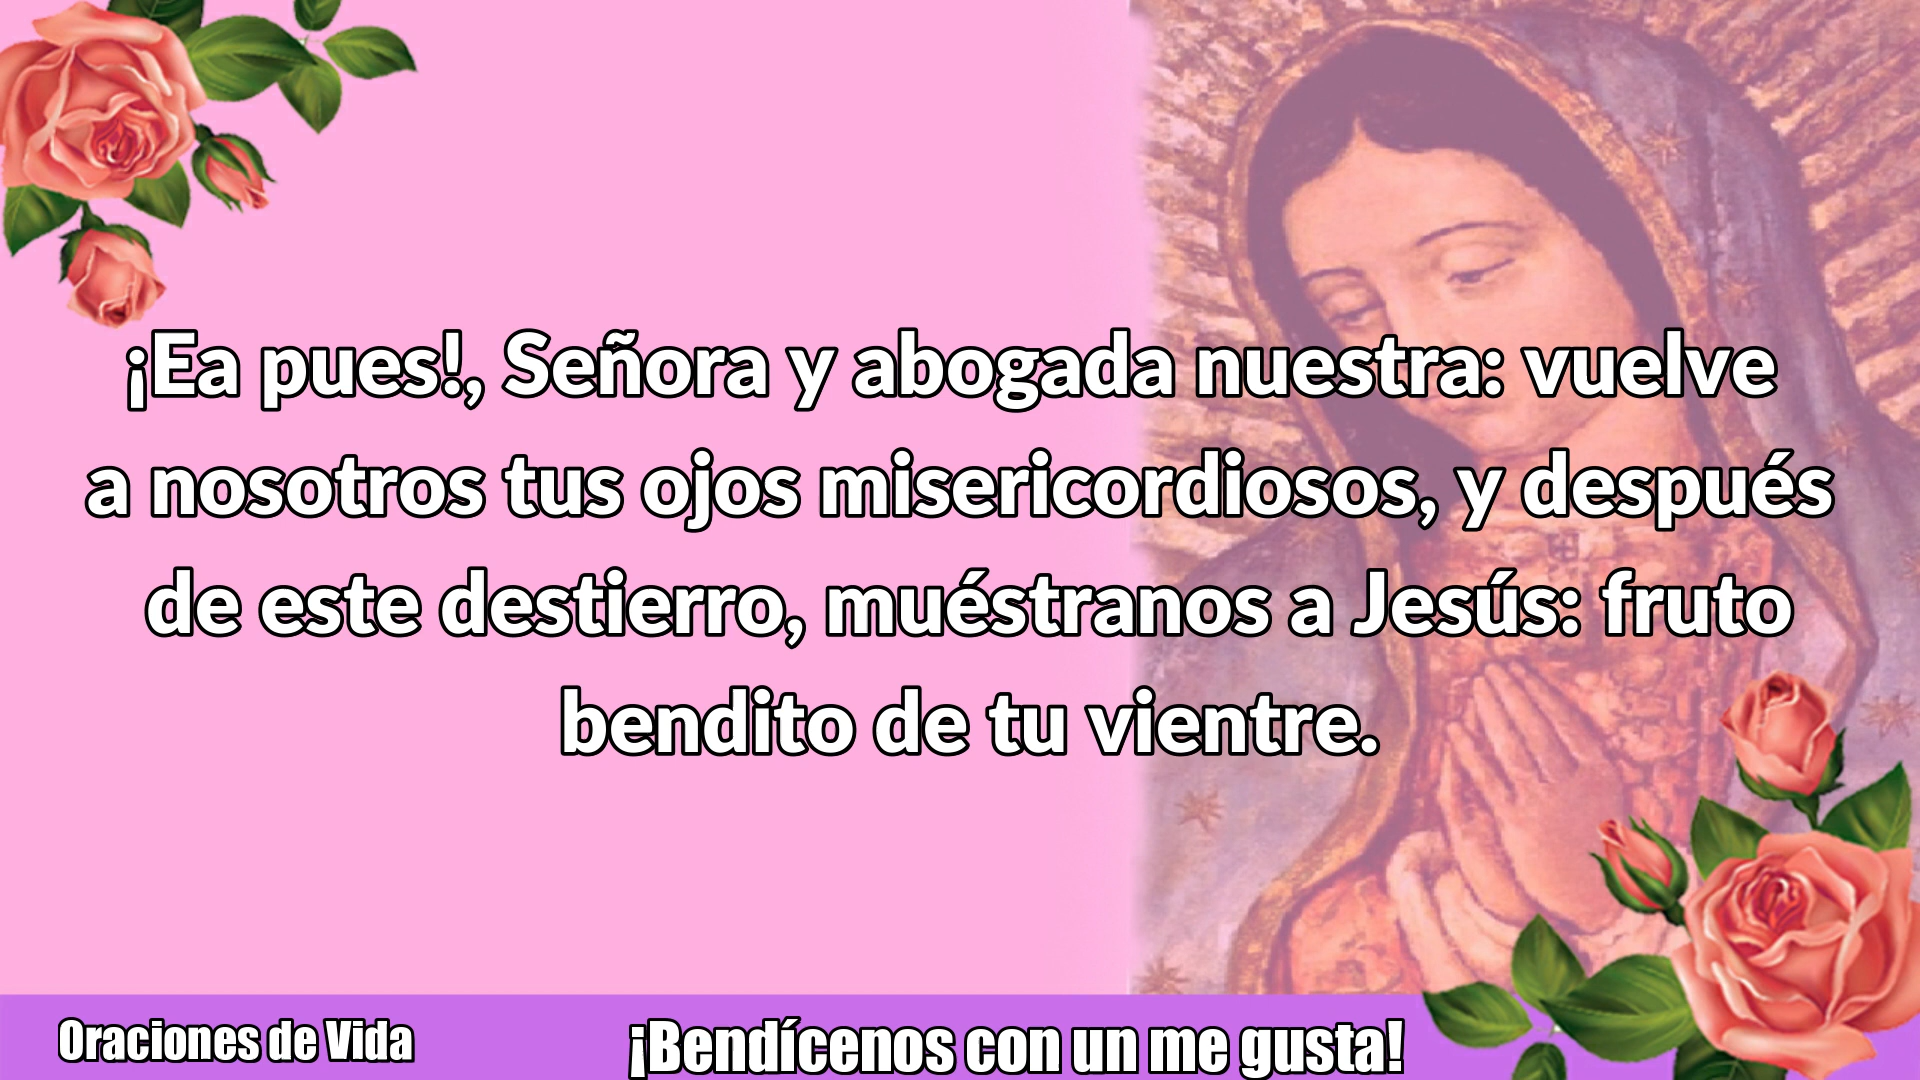 ¡Ea pues!, Señora y abogada nuestra: vuelve
a nosotros tus ojos misericordiosos, y después
de este destierro, muéstranos a Jesús: fruto
bendito de tu vientre.
Oraciones de Vida
¡Bendícenos con un me gusta!